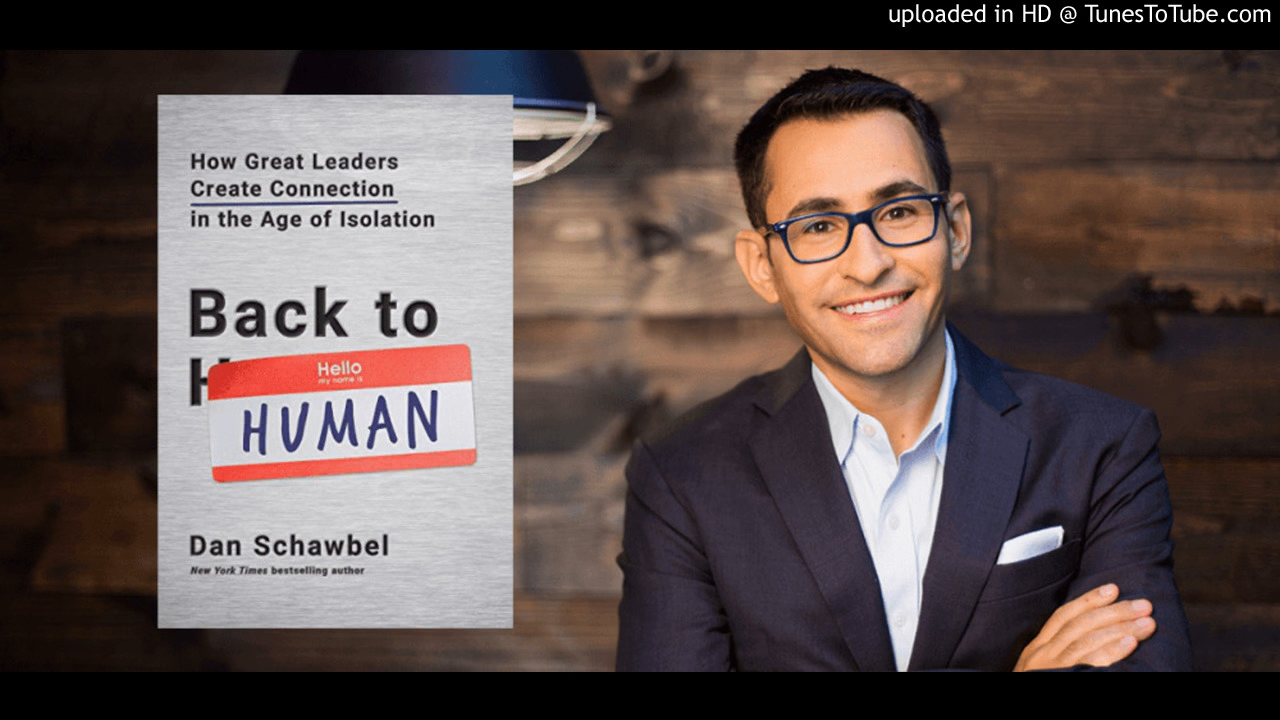 uploaded in HD @ TunesToTube.com
How Great Leaders
Create Connection
in the Age of Isolation
Back to
H
Hello
my name is
HUMAN
Dan Schawbel
New York Times bestselling author